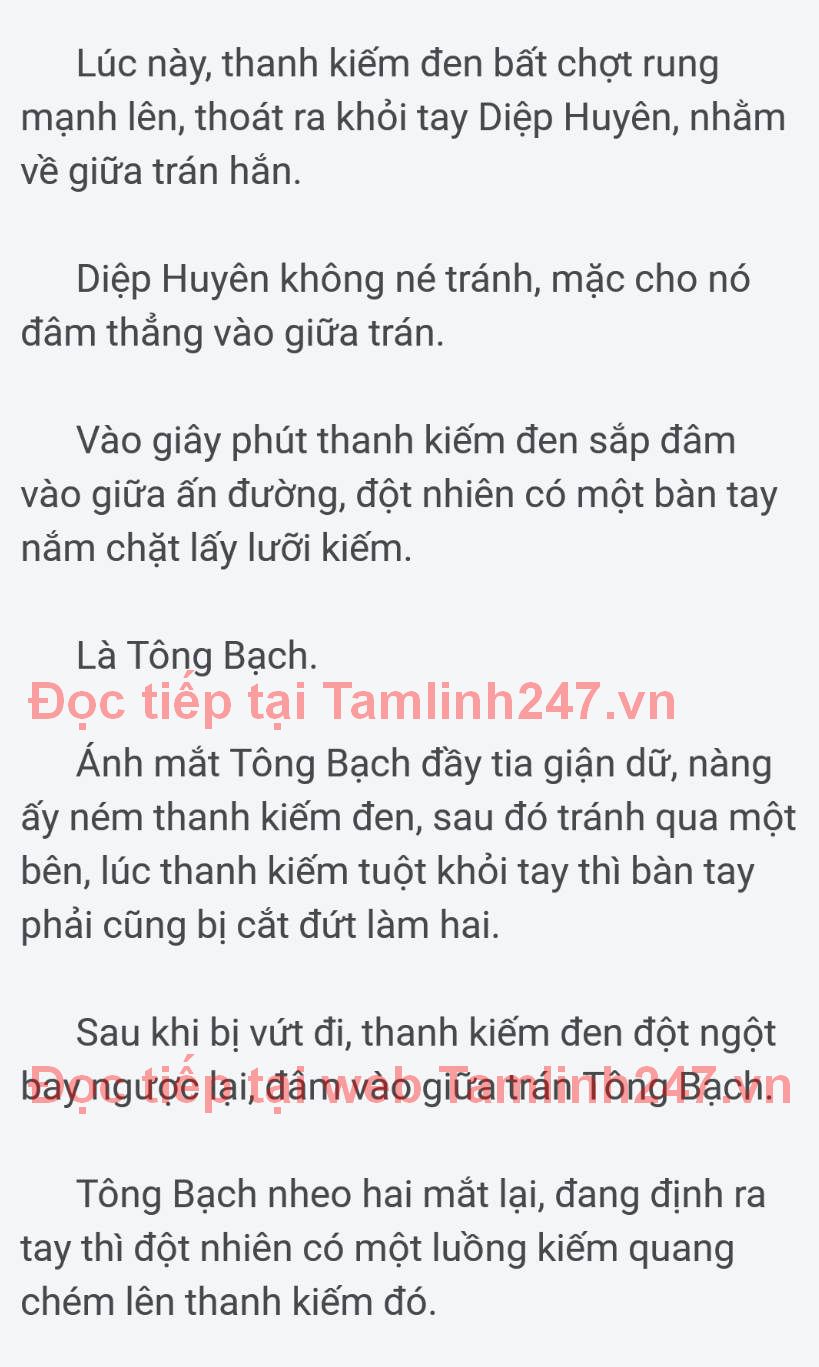 Lúc này, thanh kiếm đen bất chợt rung
mạnh lên, thoát ra khỏi tay Diệp Huyên, nhằm
về giữa trán hắn.
Diệp Huyên không né tránh, mặc cho nó
đâm thẳng vào giữa trán.
Vào giây phút thanh kiếm đen sắp đâm
vào giữa ấn đường, đột nhiên có một bàn tay
nắm chặt lấy lưỡi kiếm.
Là Tông Bạch.
Đọc tiếp tại Tamlinh247.vn
Ánh mắt Tông Bạch đầy tia giận dữ, nàng
ấy ném thanh kiếm đen, sau đó tránh qua một
bên, lúc thanh kiếm tuột khỏi tay thì bàn tay
phải cũng bị cắt đứt làm hai.
Sau khi bị vứt đi, thanh kiếm đen đột ngột
bay ngược lại, đâm vào giữa trán Tông Bạch.
Đọc tiếp tại web Tamlinh247.vn
Tông Bạch nheo hai mắt lại, đang định ra
tay thì đột nhiên có một luồng kiếm quang
chém lên thanh kiếm đó.